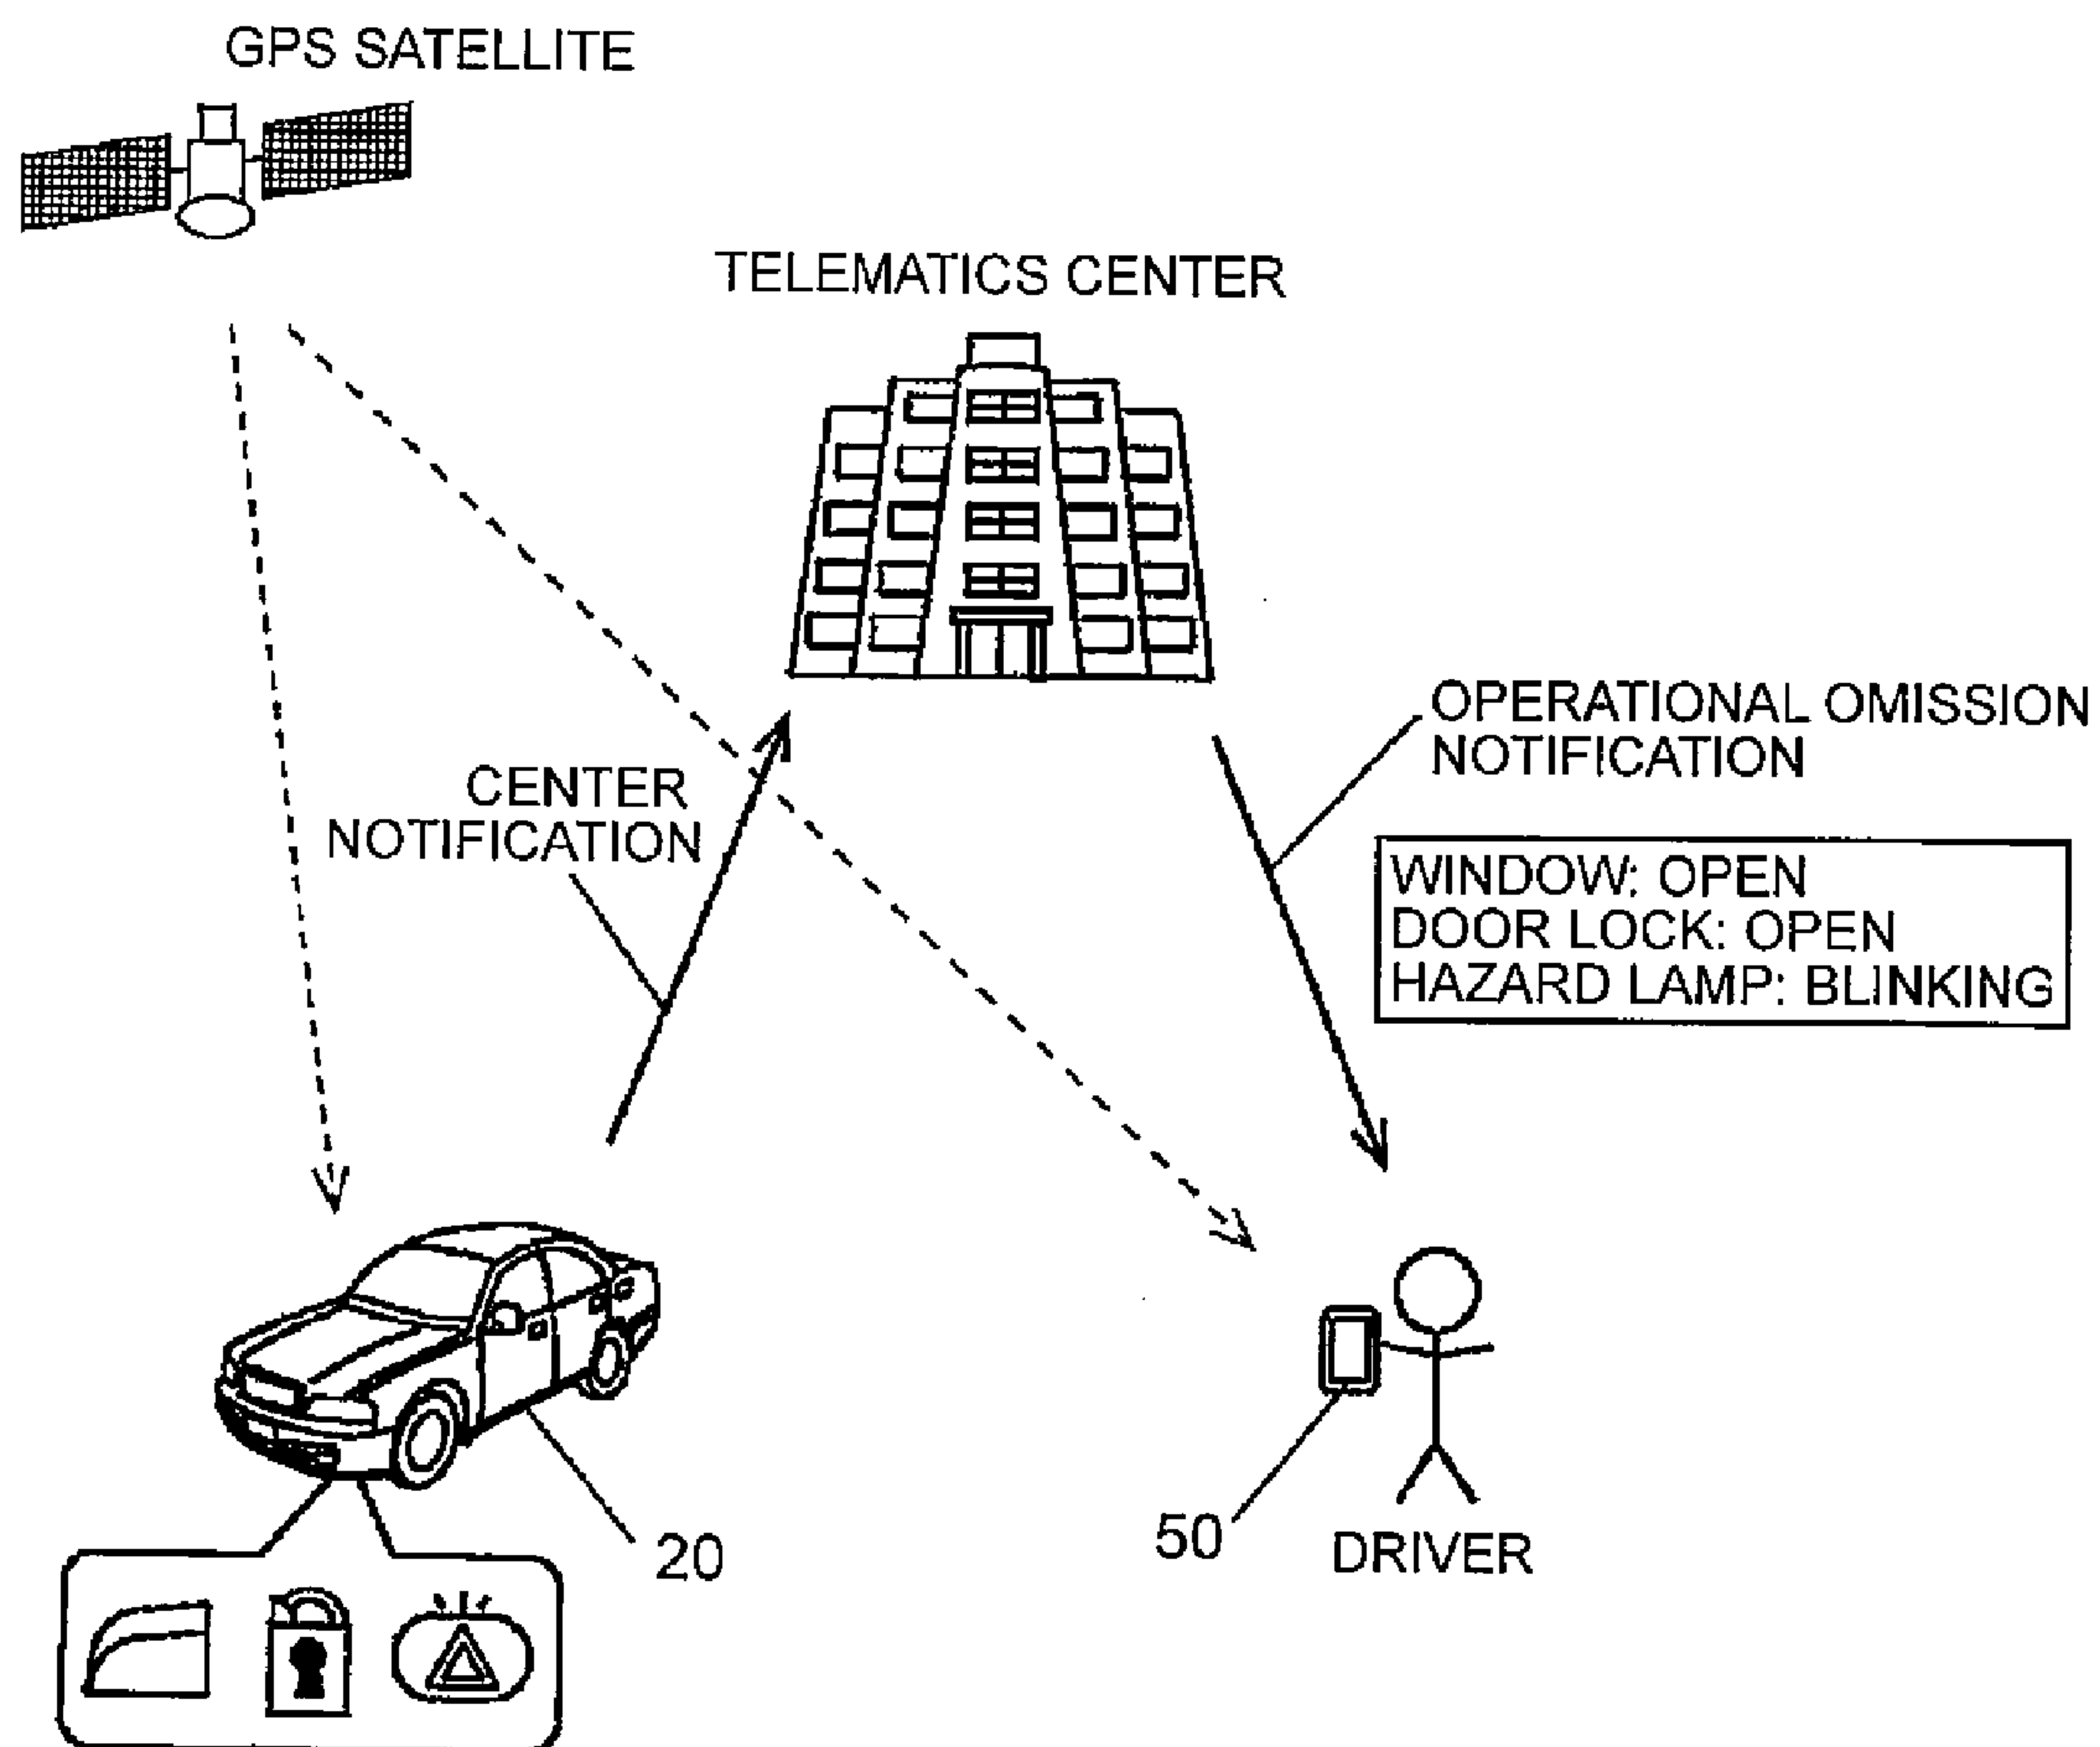 GPS SATELLITE
TELEMATICS CENTER
OPERATIONAL OMISSION
NOTIFICATION
CENTER
NOTIFICATION
WINDOW: OPEN
DOOR LOCK: OPEN
HAZARD LAMP: BLINKING
20
50
DRIVER